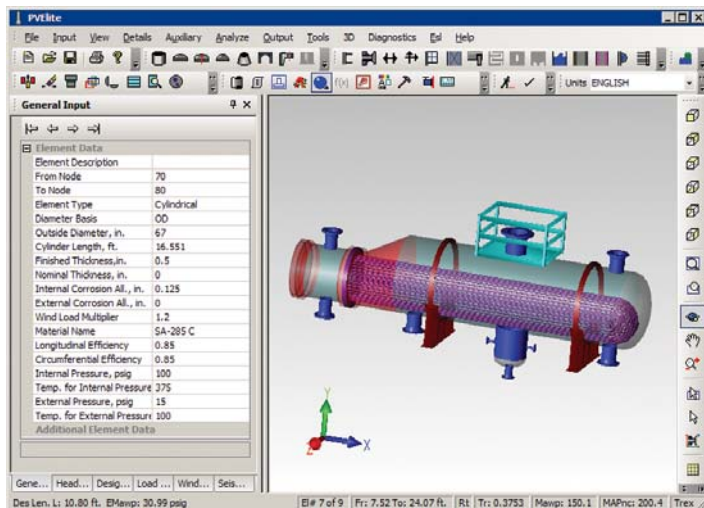 PVElite
File Input View Details Auxiliary Analyze Output Tools 3D Diagnostics Esl Help
Units ENGLISH
General Input
Element Data
Element Description
From Node 70
To Node 80
Element Type Cylindrical
Diameter Basis OD
Outside Diameter, in. 67
Cylinder Length, ft. 16.551
Finished Thickness,in. 0.5
Nominal Thickness, in. 0
Internal Corrosion All., in. 0.125
External Corrosion All., in. 0
Wind Load Multiplier 1.2
Material Name SA-285 C
Longitudinal Efficiency 0.85
Circumferential Efficiency 0.85
Internal Pressure, psig 100
Temp. for Internal Pressure 375
External Pressure, psig 15
Temp. for External Pressure 100
Additional Element Data
Y
X
Z
Gene... Head... Desig... Load ... Wind... Seis...
Des Len. L: 10.80 ft. EMawp: 30.99 psig El# 7 of 9 Fr: 7.52 To: 24.07 ft. Rt Tr: 0.3753 Mawp: 150.1 MAPnc: 200.4 Trex